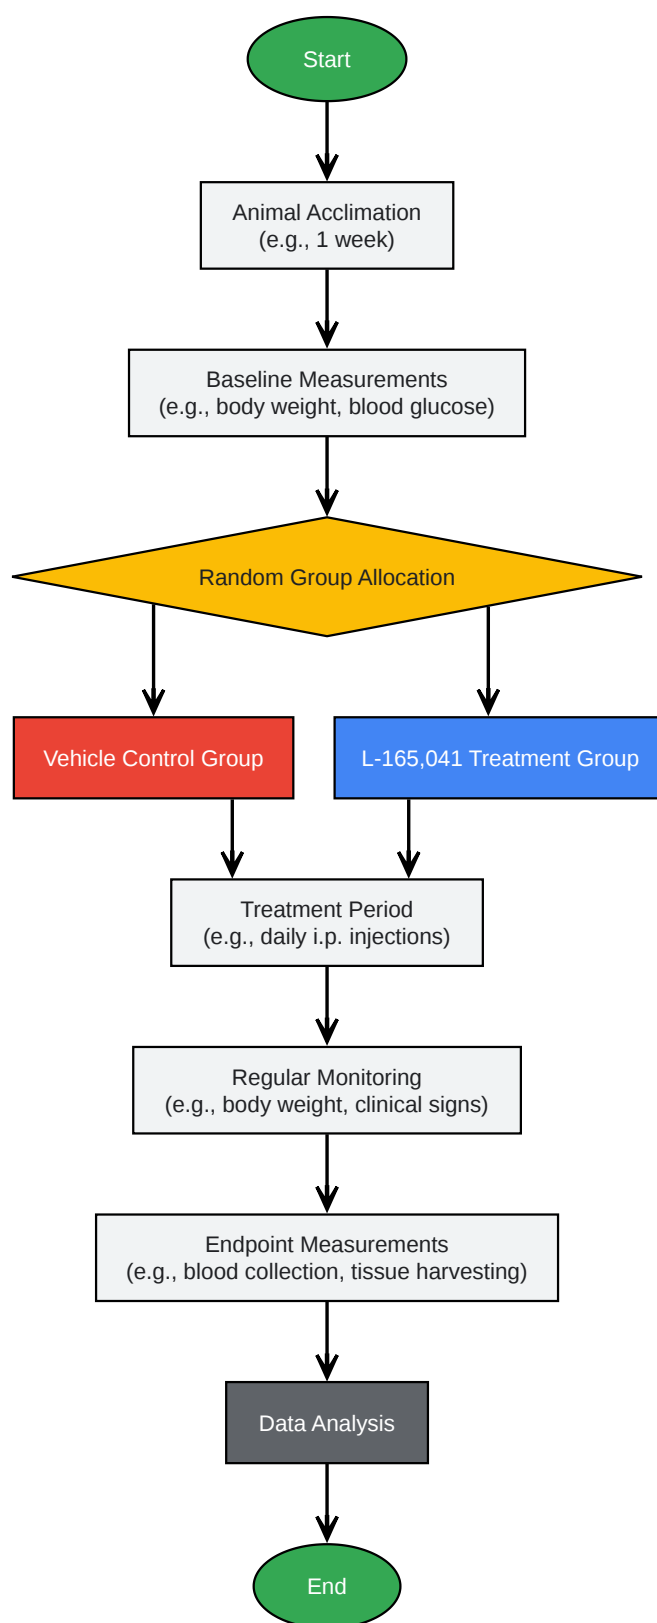 Start
Animal Acclimation
(e.g., 1 week)
Baseline Measurements
(e.g., body weight, blood glucose)
Random Group Allocation
Vehicle Control Group
L-165,041 Treatment Group
Treatment Period
(e.g., daily i.p. injections)
Regular Monitoring
(e.g., body weight, clinical signs)
Endpoint Measurements
(e.g., blood collection, tissue harvesting)
Data Analysis
End